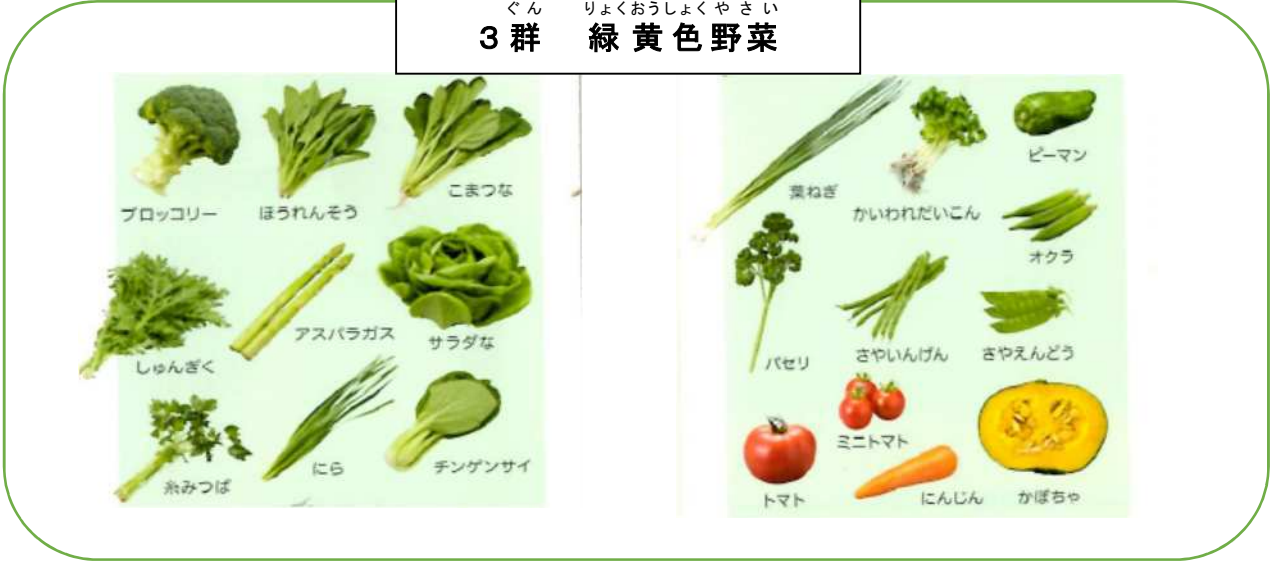 ぐん りょくおうしょくやさい
3群 緑黄色野菜
ブロッコリー
ほうれんそう
こまつな
しゅんぎく
アスパラガス
サラダな
糸みつば
にら
チンゲンサイ
葉ねぎ
かいわれだいこん
ピーマン
オクラ
パセリ
さやいんげん
さやえんどう
トマト
ミニトマト
にんじん
かぼちゃ